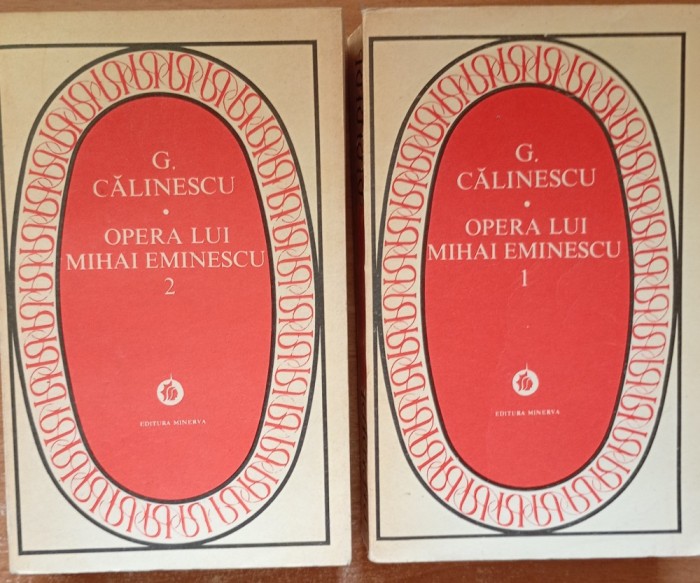 G.
CĂLINESCU
•
OPERA LUI
MIHAI EMINESCU
2
EDITURA MINERVA
G.
CĂLINESCU
•
OPERA LUI
MIHAI EMINESCU
1
EDITURA MINERVA